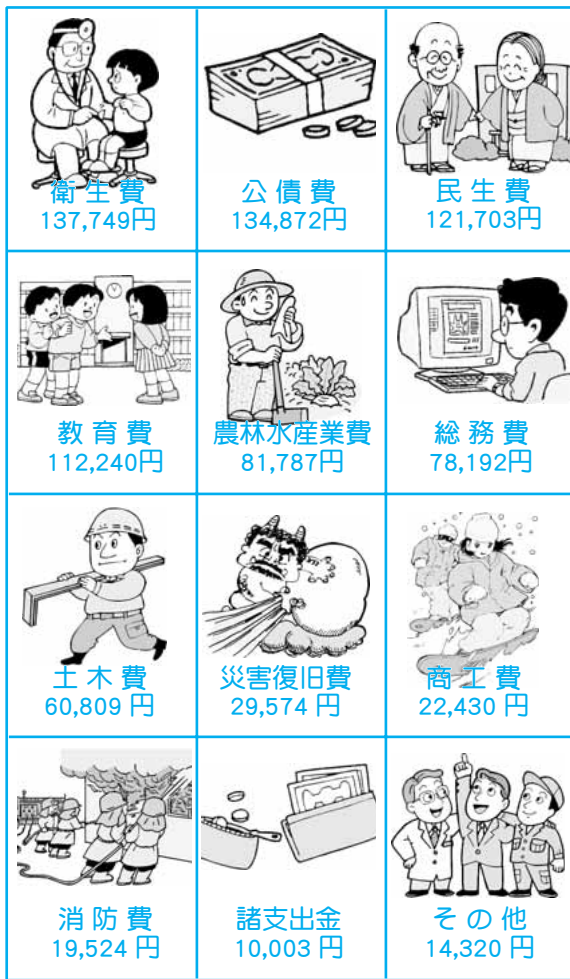 衛生費
137,749円
公債費
134,872円
民生費
121,703円
教育費
112,240円
農林水産業費
81,787円
総務費
78,192円
土木費
60,809円
災害復旧費
29,574円
商工費
22,430円
消防費
19,524円
諸支出金
10,003円
その他
14,320円